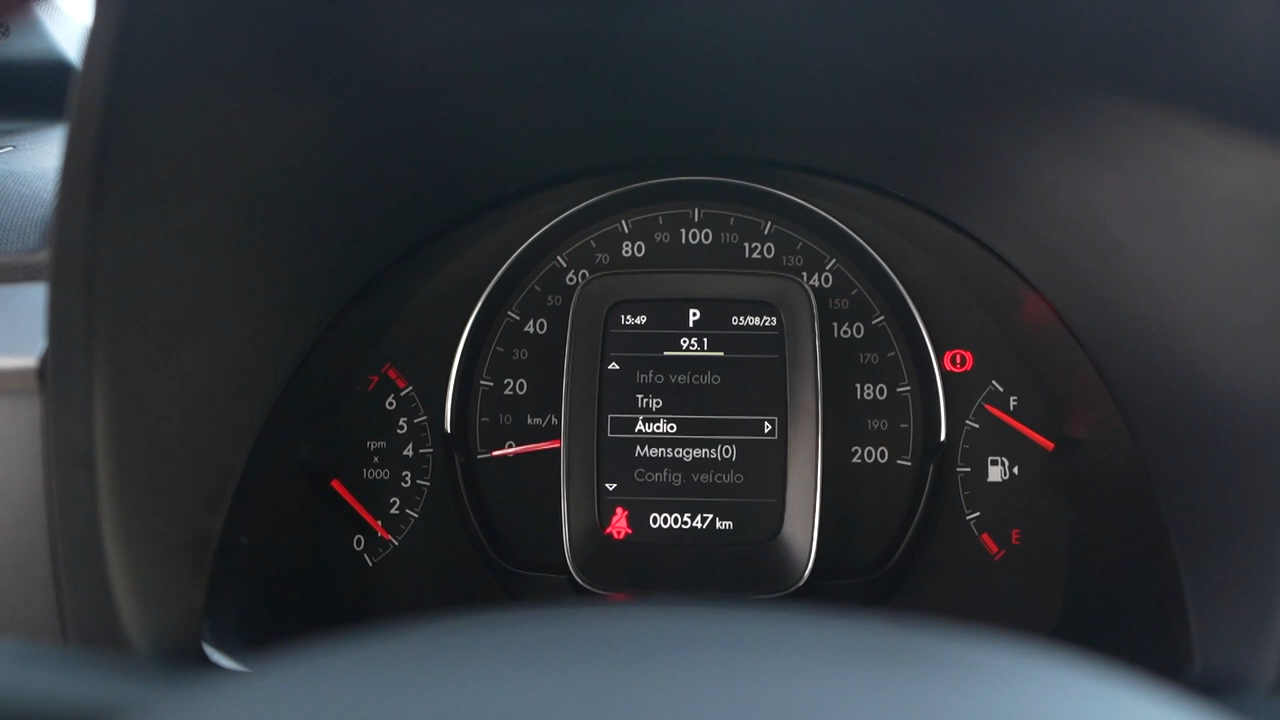 15:49 P 05/08/23
95.1
Info veículo
Trip
Áudio
Mensagens(0)
Config. veículo
000547 km
0 10 20 30 40 50 60 70 80 90 100 110 120 130 140 150 160 170 180 190 200
km/h
0 1 2 3 4 5 6 7
rpm
x
1000
F
E